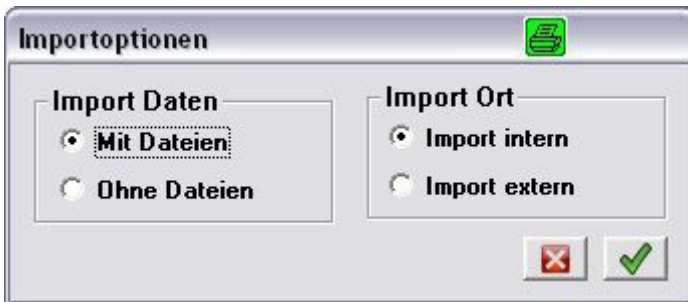 Importoptionen
Import Daten
Mit Dateien
Ohne Dateien
Import Ort
Import intern
Import extern